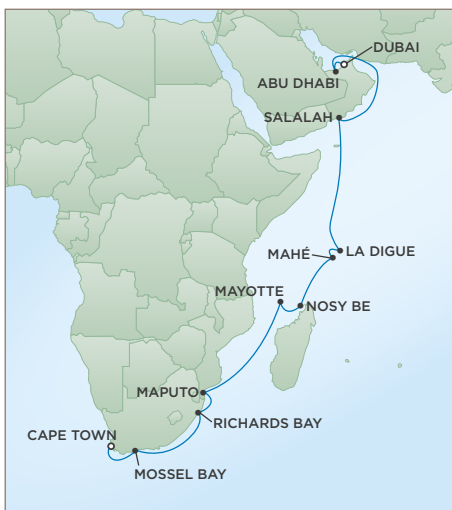 DUBAI
ABU DHABI
SALALAH
MAHÉ
LA DIGUE
MAYOTTE
NOSY BE
MAPUTO
RICHARDS BAY
CAPE TOWN
MOSSEL BAY